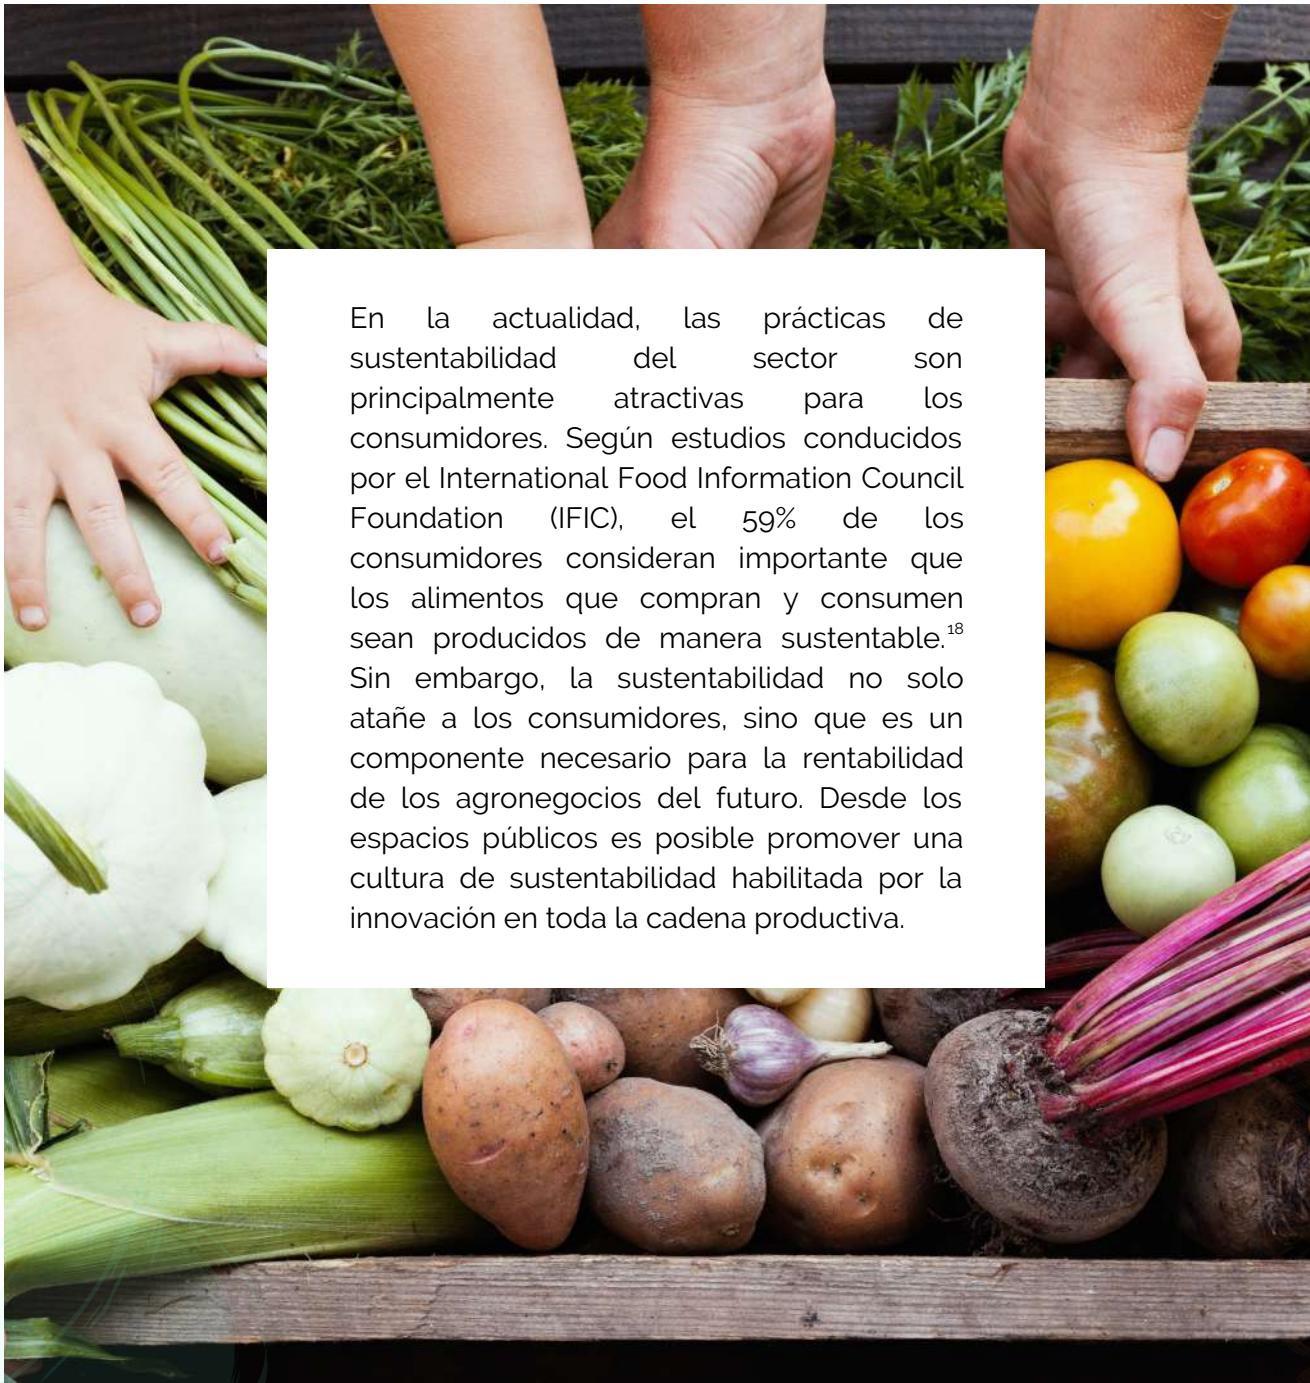 En la actualidad, las prácticas de
sustentabilidad del sector son
principalmente atractivas para los
consumidores. Según estudios conducidos
por el International Food Information Council
Foundation (IFIC), el 59% de los
consumidores consideran importante que
los alimentos que compran y consumen
sean producidos de manera sustentable.¹⁸
Sin embargo, la sustentabilidad no solo
atañe a los consumidores, sino que es un
componente necesario para la rentabilidad
de los agronegocios del futuro. Desde los
espacios públicos es posible promover una
cultura de sustentabilidad habilitada por la
innovación en toda la cadena productiva.